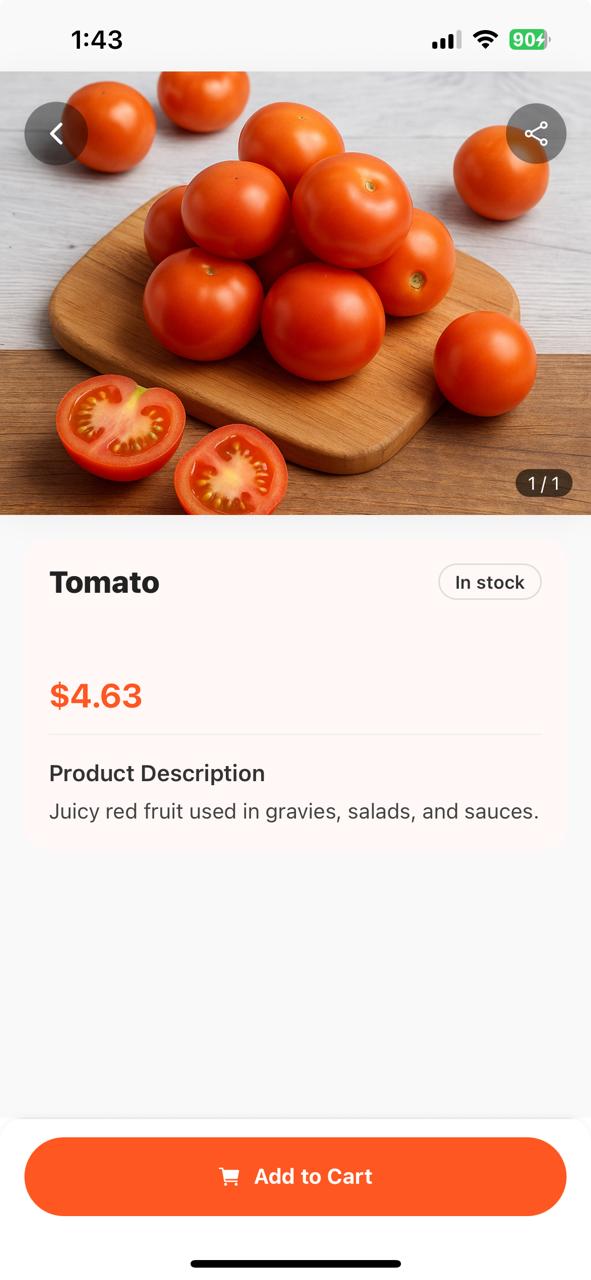 1:43
90
1 / 1
Tomato
In stock
$4.63
Product Description
Juicy red fruit used in gravies, salads, and sauces.
Add to Cart